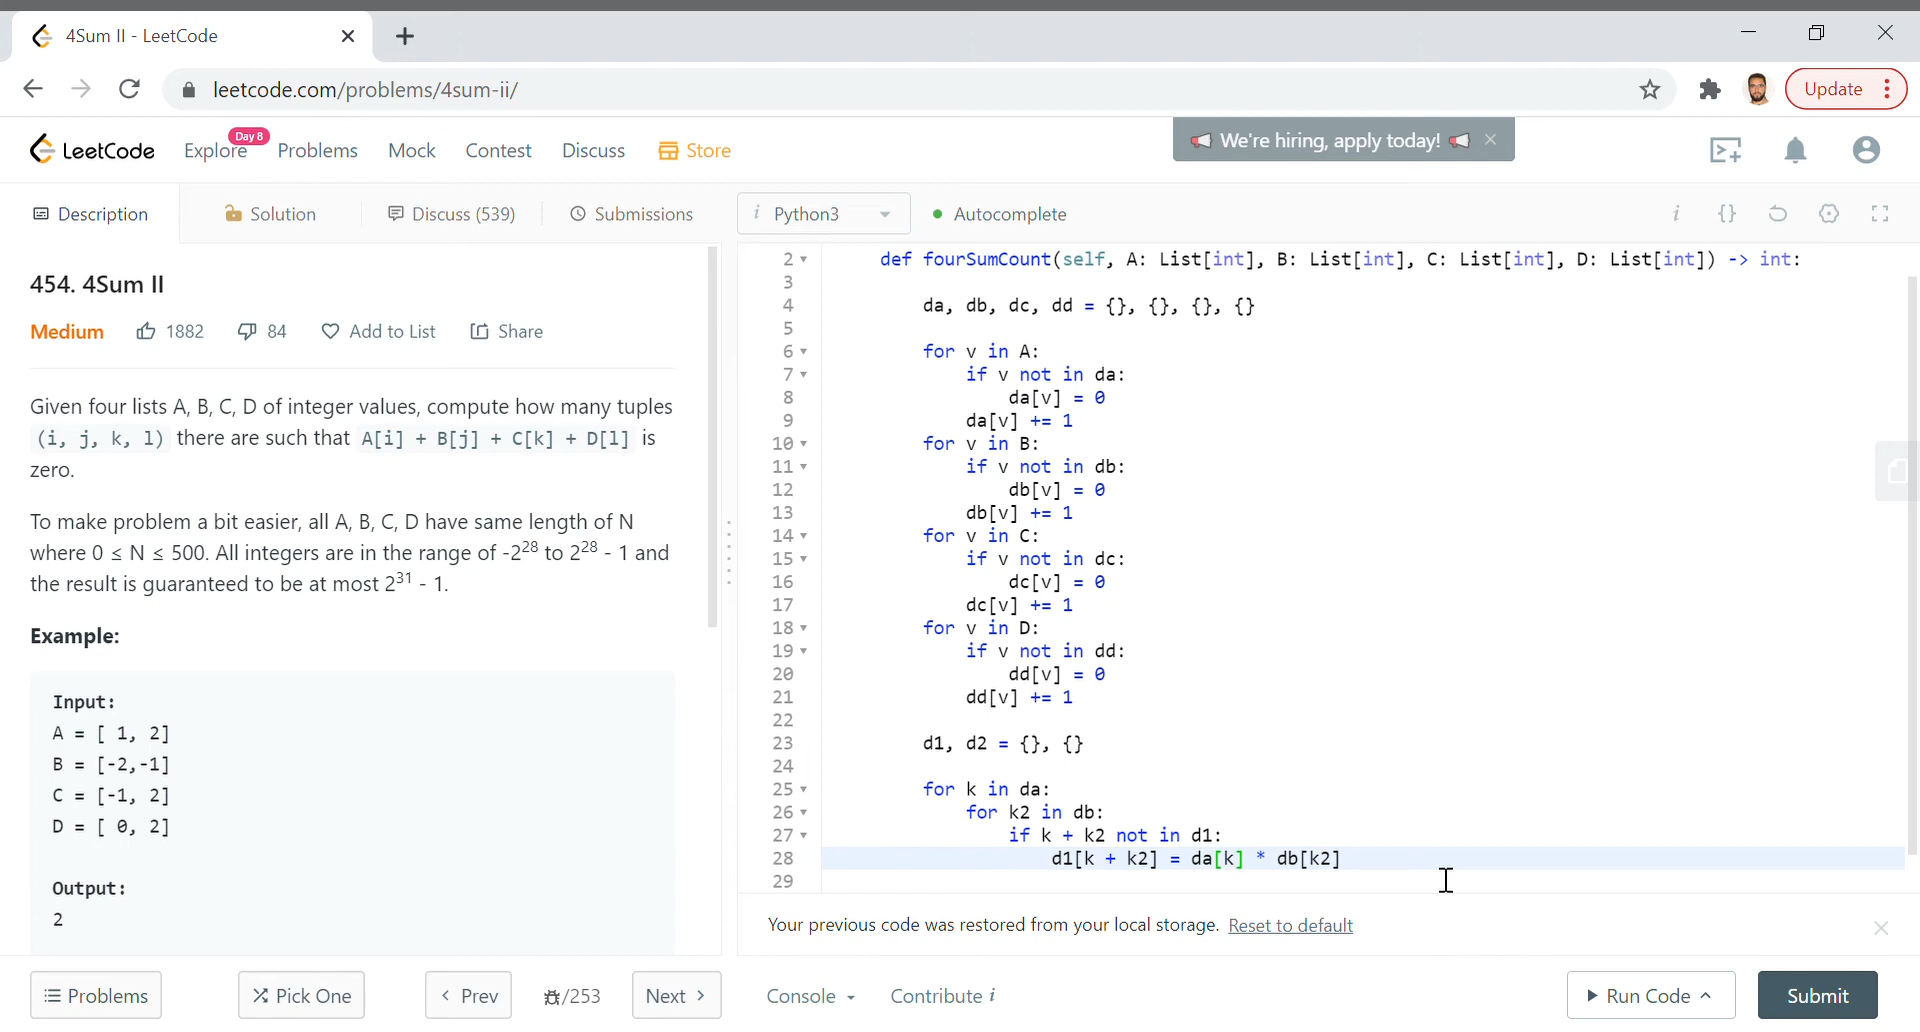 4Sum II - LeetCode
leetcode.com/problems/4sum-ii/
Update
LeetCode
Explore
Day 8
Problems
Mock
Contest
Discuss
Store
We're hiring, apply today!
Description
Solution
Discuss (539)
Submissions
i Python3
Autocomplete
i
{}
454. 4Sum II
Medium
1882
84
Add to List
Share
Given four lists A, B, C, D of integer values, compute how many tuples
(i, j, k, l) there are such that A[i] + B[j] + C[k] + D[l] is
zero.
To make problem a bit easier, all A, B, C, D have same length of N
where 0 ≤ N ≤ 500. All integers are in the range of -2²⁸ to 2²⁸ - 1 and
the result is guaranteed to be at most 2³¹ - 1.
Example:
Input:
A = [ 1, 2]
B = [-2,-1]
C = [-1, 2]
D = [ 0, 2]
Output:
2
2 def fourSumCount(self, A: List[int], B: List[int], C: List[int], D: List[int]) -> int:
3
4 da, db, dc, dd = {}, {}, {}, {}
5
6 for v in A:
7 if v not in da:
8 da[v] = 0
9 da[v] += 1
10 for v in B:
11 if v not in db:
12 db[v] = 0
13 db[v] += 1
14 for v in C:
15 if v not in dc:
16 dc[v] = 0
17 dc[v] += 1
18 for v in D:
19 if v not in dd:
20 dd[v] = 0
21 dd[v] += 1
22
23 d1, d2 = {}, {}
24
25 for k in da:
26 for k2 in db:
27 if k + k2 not in d1:
28 d1[k + k2] = da[k] * db[k2]
29
Your previous code was restored from your local storage. Reset to default
Problems
Pick One
Prev
/253
Next
Console
Contribute i
Run Code
Submit